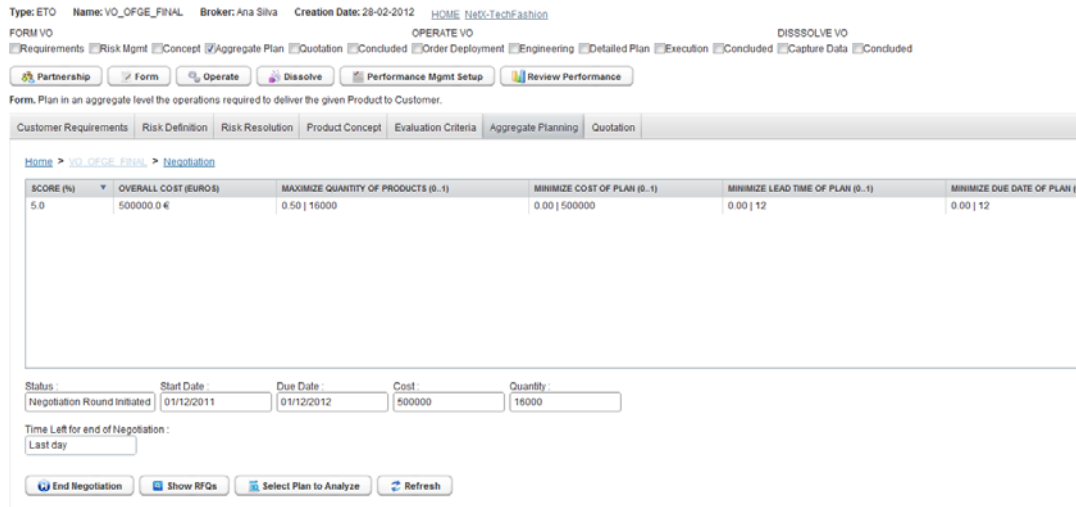 Type: ETO Name: VO_OFGE_FINAL Broker: Ana Silva Creation Date: 28-02-2012 HOME NetX-TechFashion
FORM VO OPERATE VO DISSSOLVE VO
Requirements Risk Mgmt Concept Aggregate Plan Quotation Concluded Order Deployment Engineering Detailed Plan Execution Concluded Capture Data Concluded
Partnership Form Operate Dissolve Performance Mgmt Setup Review Performance
Form. Plan in an aggregate level the operations required to deliver the given Product to Customer.
Customer Requirements Risk Definition Risk Resolution Product Concept Evaluation Criteria Aggregate Planning Quotation
Home > VO_OFGE_FINAL > Negotiation
SCORE (%) OVERALL COST (EUROS) MAXIMIZE QUANTITY OF PRODUCTS (0..1) MINIMIZE COST OF PLAN (0..1) MINIMIZE LEAD TIME OF PLAN (0..1) MINIMIZE DUE DATE OF PLAN (
5.0 500000.0 € 0.50 | 16000 0.00 | 500000 0.00 | 12 0.00 | 12
Status : Start Date : Due Date : Cost : Quantity :
Negotiation Round Initiated 01/12/2011 01/12/2012 500000 16000
Time Left for end of Negotiation :
Last day
End Negotiation Show RFQs Select Plan to Analyze Refresh